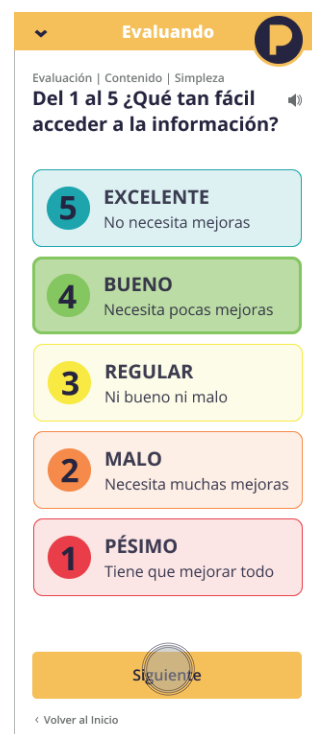 Evaluando
P
Evaluación | Contenido | Simpleza
Del 1 al 5 ¿Qué tan fácil
acceder a la información?
5
EXCELENTE
No necesita mejoras
4
BUENO
Necesita pocas mejoras
3
REGULAR
Ni bueno ni malo
2
MALO
Necesita muchas mejoras
1
PÉSIMO
Tiene que mejorar todo
Siguiente
‹ Volver al Inicio